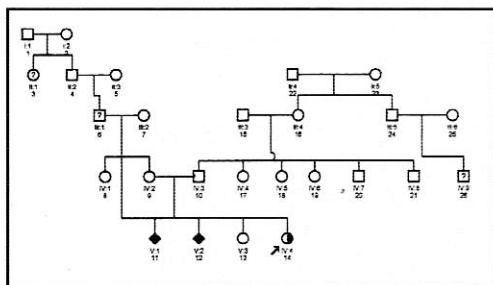 I:1 I:2
1 2
? 
II:1 II:2 II:3 II:4 II:5
3 4 5 22 23
?
III:1 III:2 III:3 III:4 III:5 III:6
6 7 15 16 24 25
?
IV:1 IV:2 IV:3 IV:4 IV:5 IV:6 IV:7 IV:8 IV:9
8 9 10 17 18 19 20 21 26
V:1 V:2 V:3 V:4
11 12 13 14